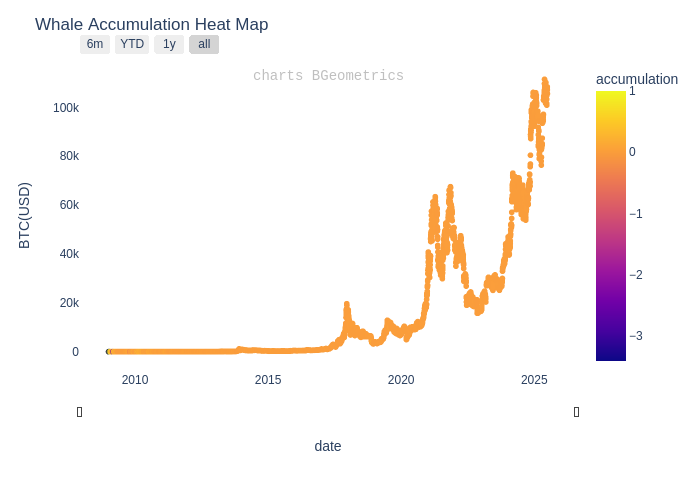 Whale Accumulation Heat Map
6m YTD 1y all
charts BGeometrics
accumulation
1
0
−1
−2
−3
100k
80k
60k
40k
20k
0
BTC(USD)
2010 2015 2020 2025
date